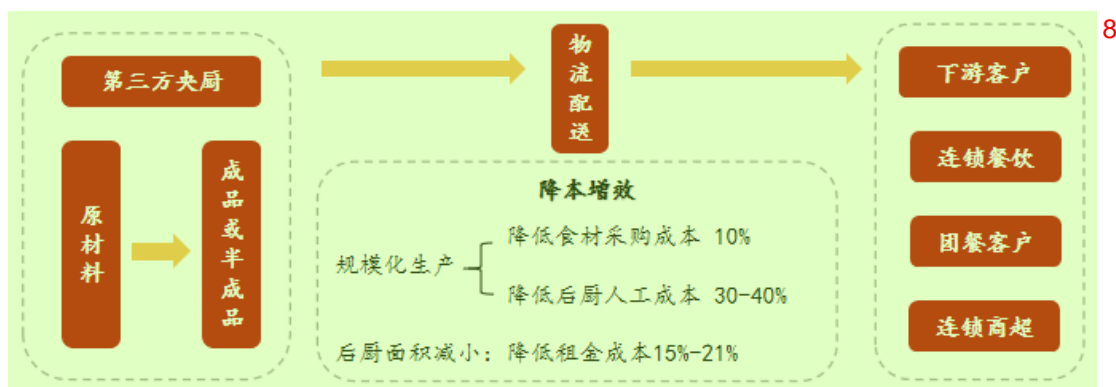 8
第三方央厨
原材料
成品或半成品
物流配送
降本增效
规模化生产
降低食材采购成本 10%
降低后厨人工成本 30-40%
后厨面积减小：降低租金成本15%-21%
下游客户
连锁餐饮
团餐客户
连锁商超